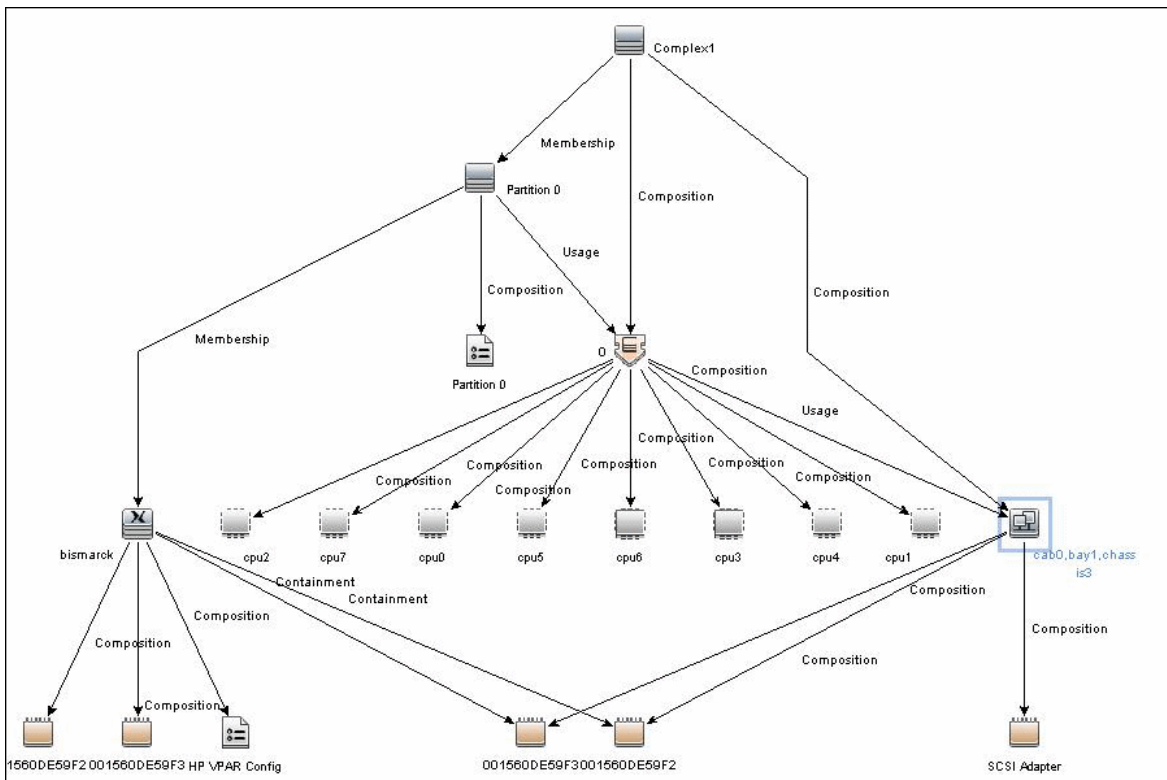 Complex1
Membership
Partition 0
Composition
Usage
Composition
Composition
Membership
0
Partition 0
Composition
Usage
Composition
Composition
Composition
Composition
Composition
Composition
Composition
bismarck
cpu2
cpu7
cpu0
cpu5
cpu6
cpu3
cpu4
cpu1
cab0,bay1,chass
is3
Containment
Containment
Composition
Composition
Composition
Composition
Composition
Composition
1560DE59F2
001560DE59F3
HP VPAR Config
001560DE59F3
001560DE59F2
SCSI Adapter